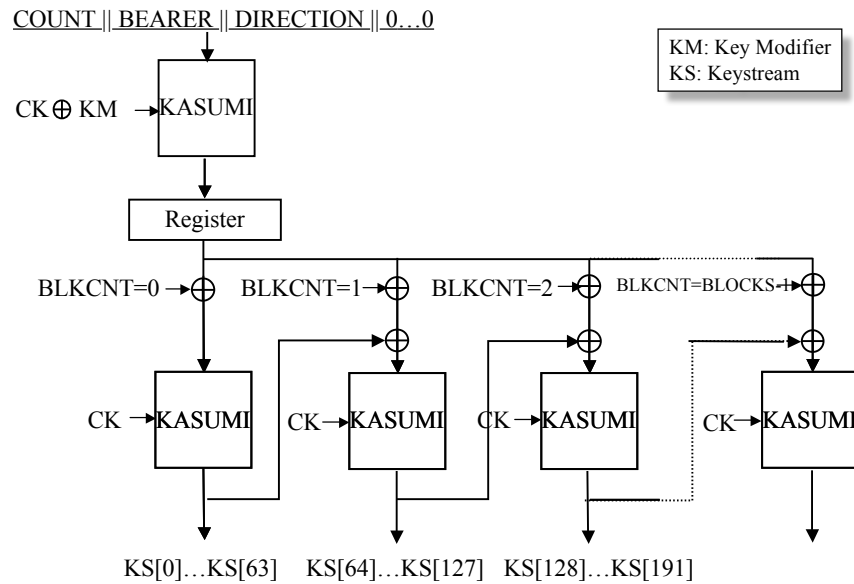 COUNT || BEARER || DIRECTION || 0…0
KM: Key Modifier
KS: Keystream
CK ⊕ KM
KASUMI
Register
BLKCNT=0
BLKCNT=1
BLKCNT=2
BLKCNT=BLOCKS-1
CK
KASUMI
CK
KASUMI
CK
KASUMI
CK
KASUMI
KS[0]…KS[63]
KS[64]…KS[127]
KS[128]…KS[191]